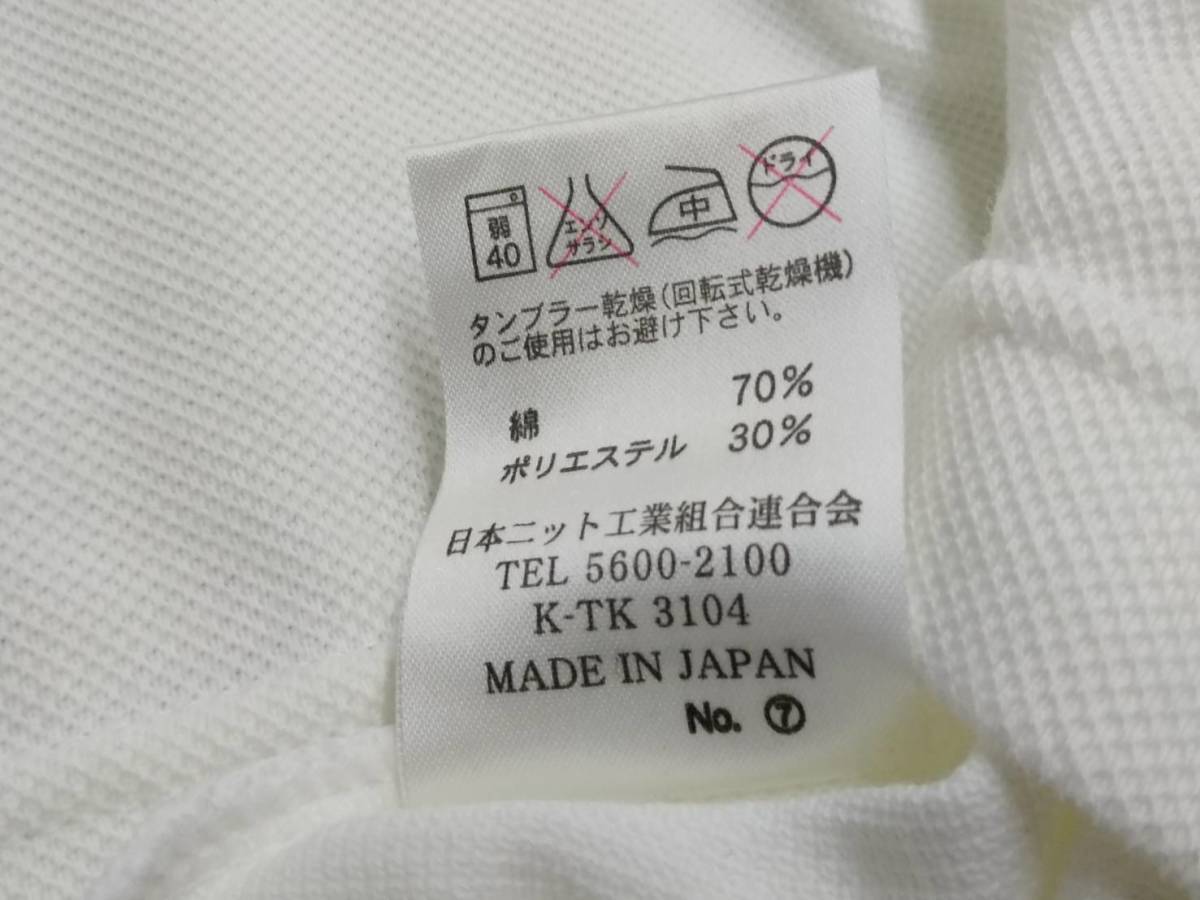 弱
40
エンソ
サラシ
中
ドライ
タンブラー乾燥(回転式乾燥機)
のご使用はお避け下さい。
綿 70%
ポリエステル 30%
日本ニット工業組合連合会
TEL 5600-2100
K-TK 3104
MADE IN JAPAN
No. ⑦